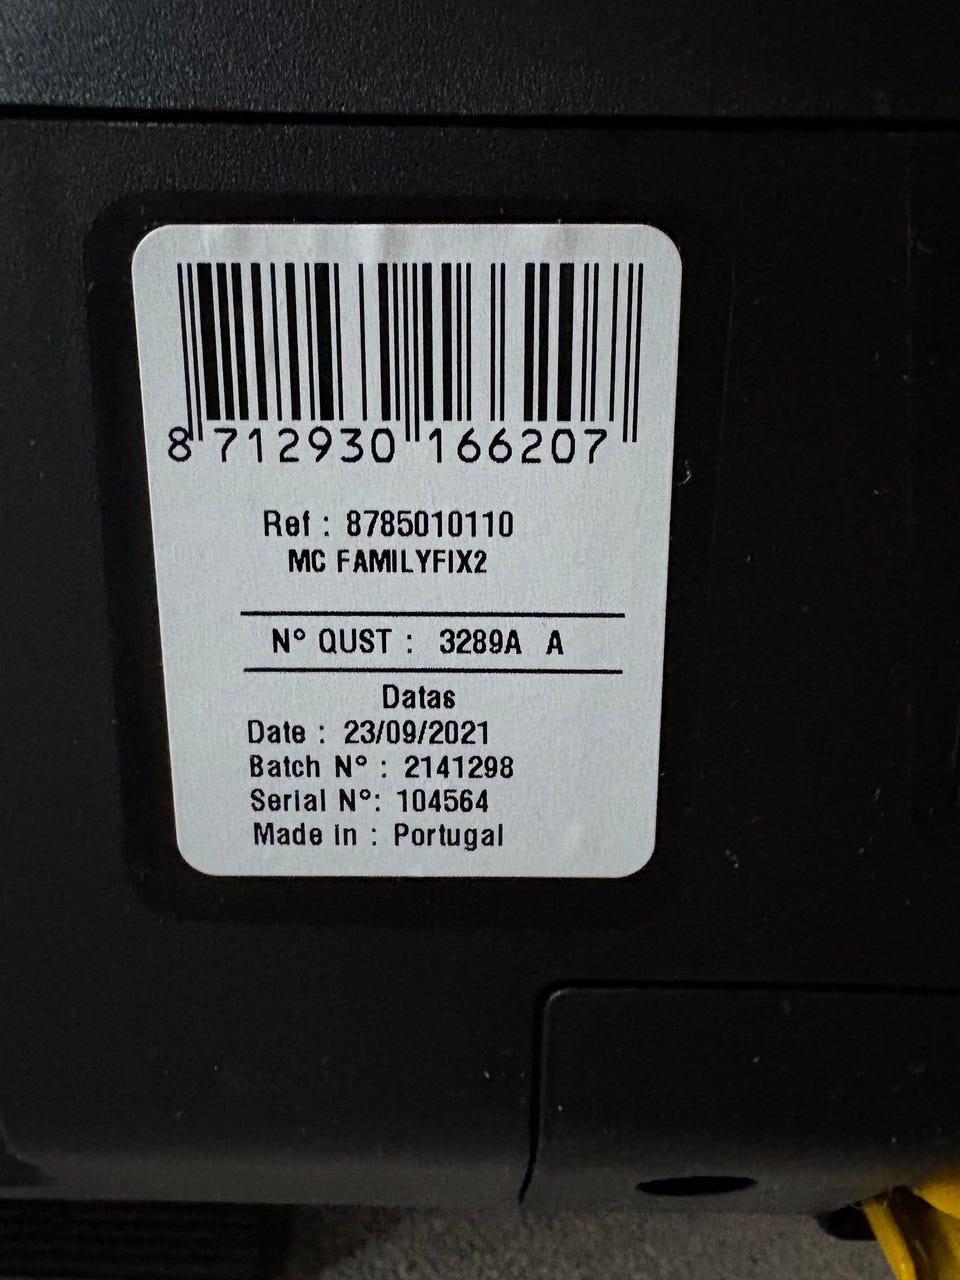 8 712930 166207
Ref : 8785010110
MC FAMILYFIX2
N° QUST : 3289A A
Datas
Date : 23/09/2021
Batch N° : 2141298
Serial N°: 104564
Made in : Portugal